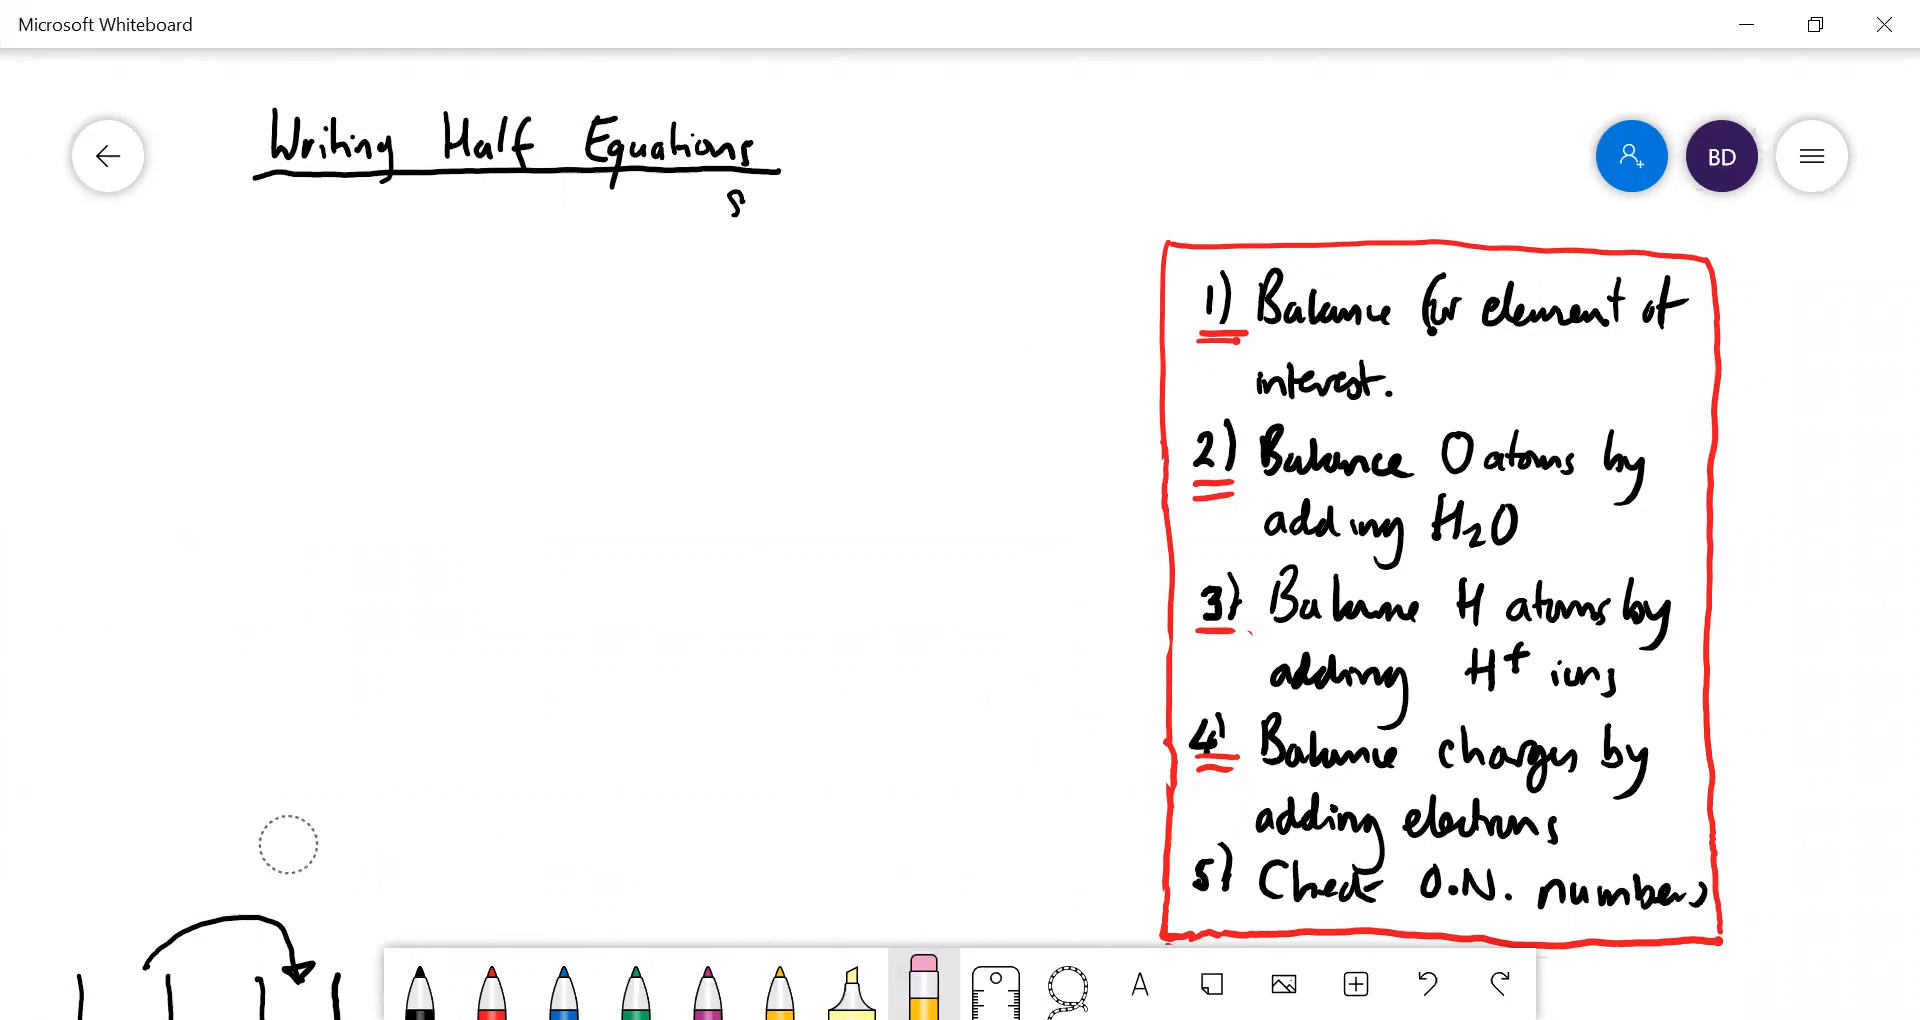 Microsoft Whiteboard
Writing Half Equations
s
BD
1) Balance for element of
interest.
2) Balance O atoms by
adding H₂O
3) Balance H atoms by
adding H⁺ ions
4) Balance charges by
adding electrons
5) Check O.N. numbers
A